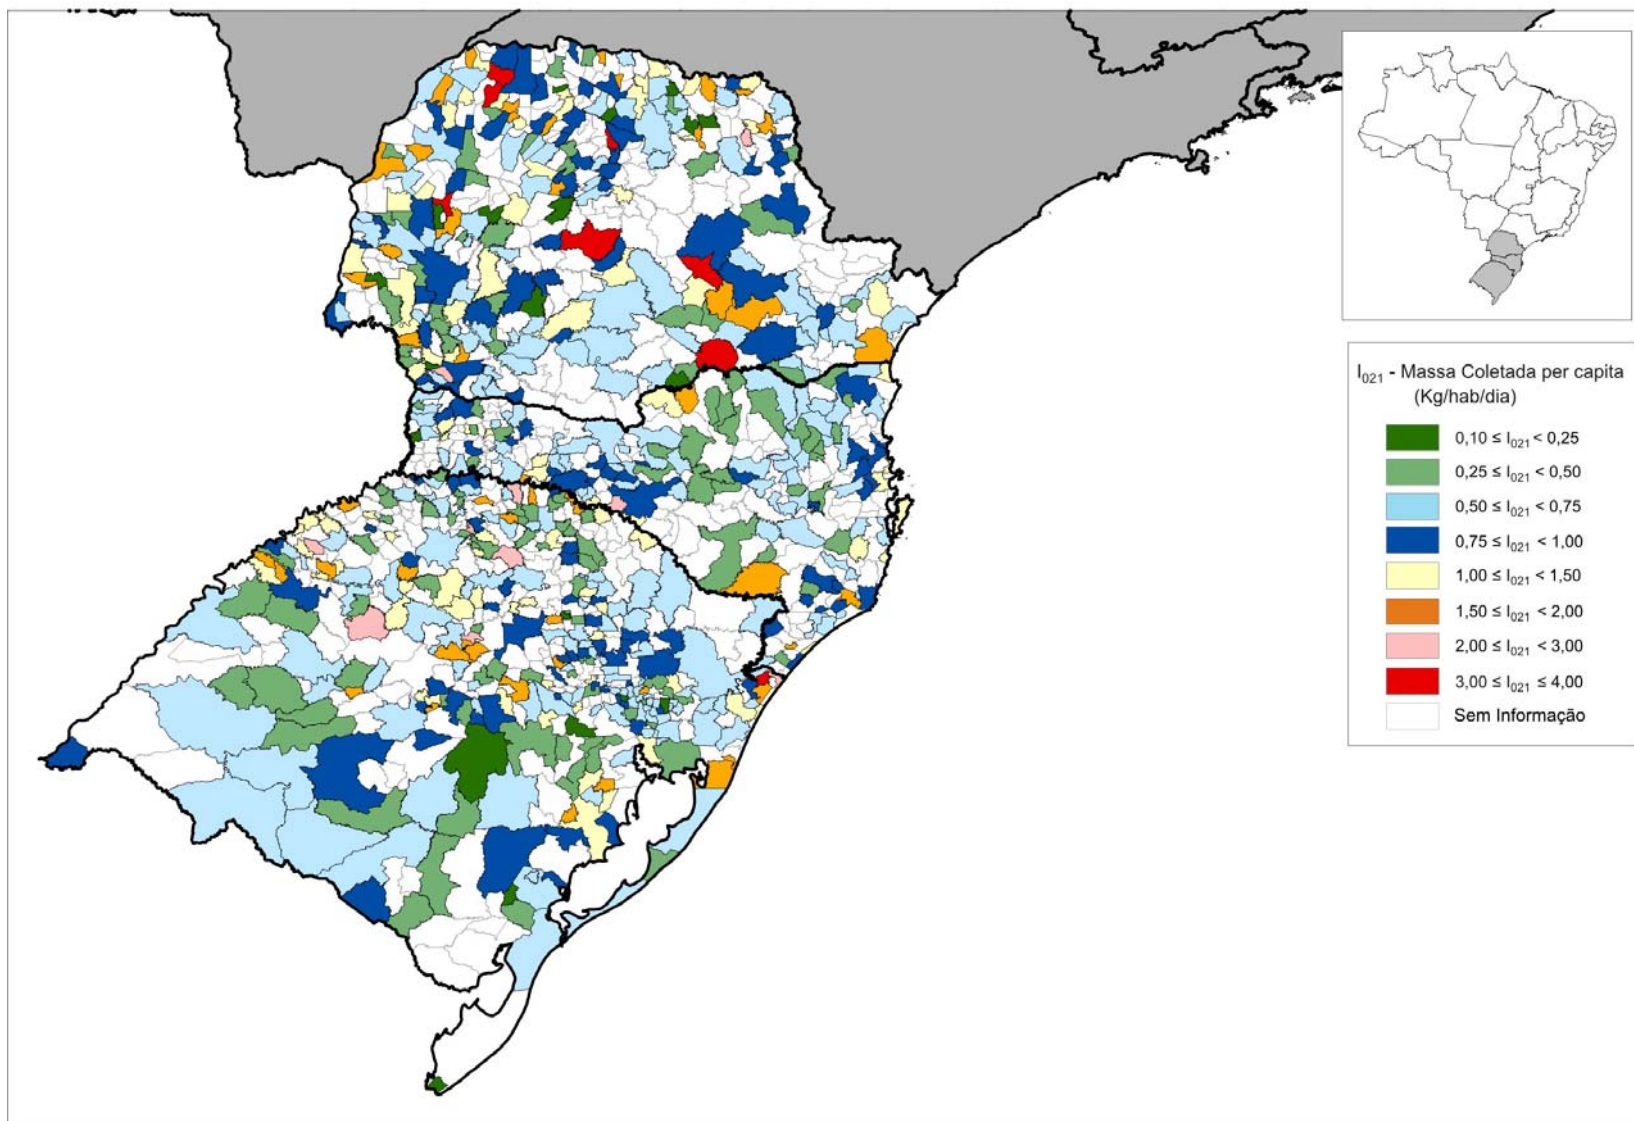 I₀₂₁ - Massa Coletada per capita
(Kg/hab/dia)
0,10 ≤ I₀₂₁ < 0,25
0,25 ≤ I₀₂₁ < 0,50
0,50 ≤ I₀₂₁ < 0,75
0,75 ≤ I₀₂₁ < 1,00
1,00 ≤ I₀₂₁ < 1,50
1,50 ≤ I₀₂₁ < 2,00
2,00 ≤ I₀₂₁ < 3,00
3,00 ≤ I₀₂₁ ≤ 4,00
Sem Informação